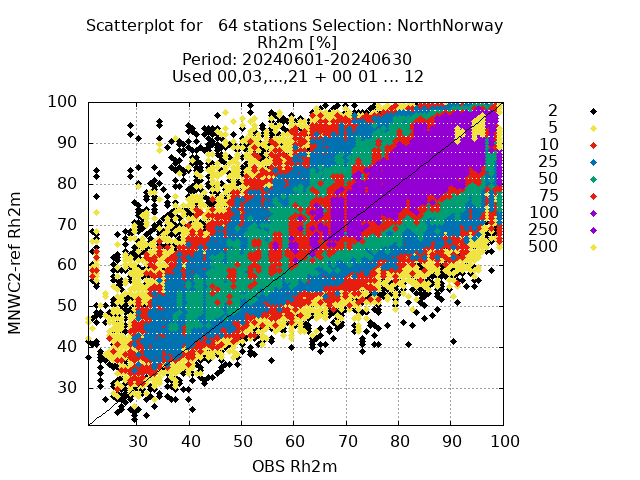 Scatterplot for   64 stations Selection: NorthNorway
Rh2m [%]
Period: 20240601-20240630
Used 00,03,...,21 + 00 01 ... 12
100
90
80
70
60
50
40
30
MNWC2-ref Rh2m
30 40 50 60 70 80 90 100
OBS Rh2m
2
5
10
25
50
75
100
250
500